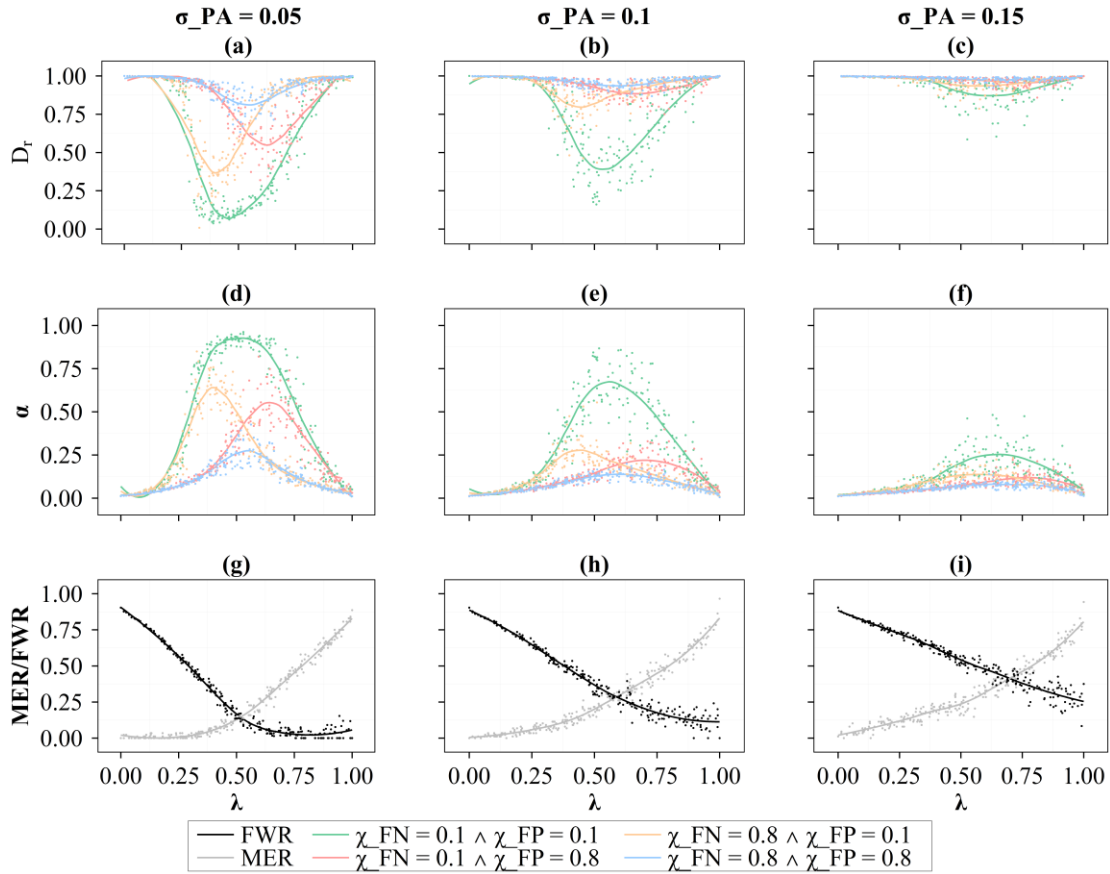 σ_PA = 0.05 σ_PA = 0.1 σ_PA = 0.15
(a) (b) (c)
1.00
0.75
0.50
0.25
0.00
D_r
(d) (e) (f)
1.00
0.75
0.50
0.25
0.00
α
(g) (h) (i)
1.00
0.75
0.50
0.25
0.00
MER/FWR
0.00 0.25 0.50 0.75 1.00 0.00 0.25 0.50 0.75 1.00 0.00 0.25 0.50 0.75 1.00
λ λ λ
FWR χ_FN = 0.1 ∧ χ_FP = 0.1 χ_FN = 0.8 ∧ χ_FP = 0.1
MER χ_FN = 0.1 ∧ χ_FP = 0.8 χ_FN = 0.8 ∧ χ_FP = 0.8